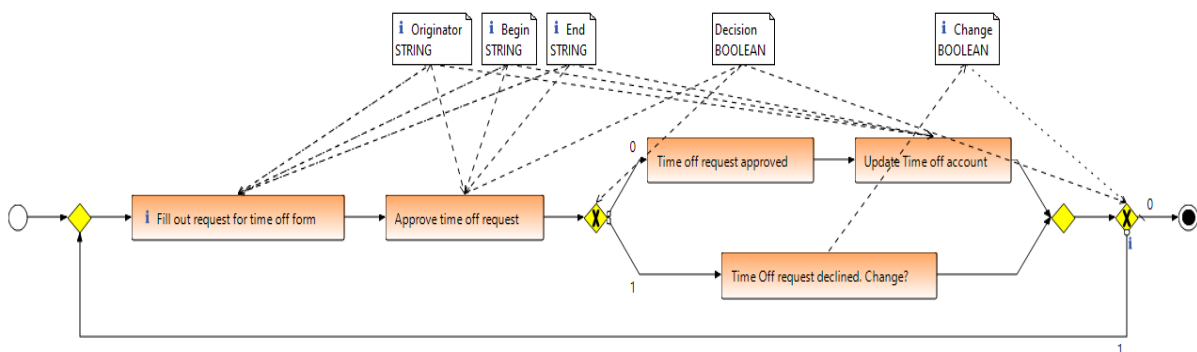 i Originator
STRING
i Begin
STRING
i End
STRING
Decision
BOOLEAN
i Change
BOOLEAN
0
Time off request approved
Update Time off account
i Fill out request for time off form
Approve time off request
X
X
0
i
Time Off request declined. Change?
1
1